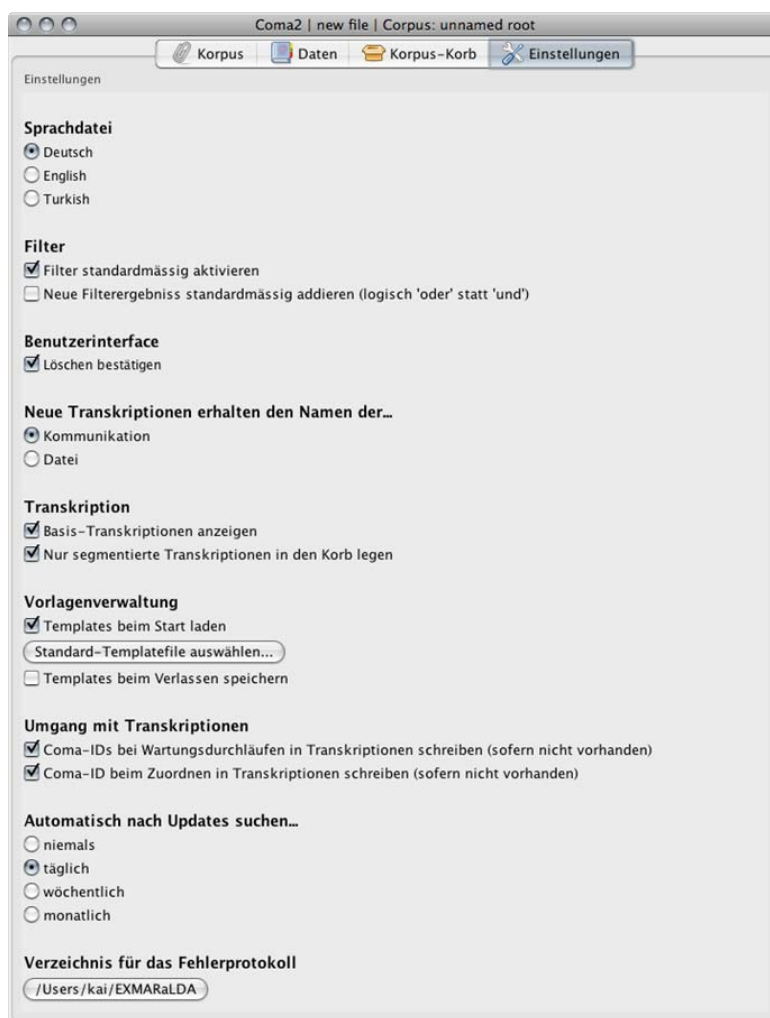 Coma2 | new file | Corpus: unnamed root
Korpus Daten Korpus-Korb Einstellungen
Einstellungen
Sprachdatei
Deutsch
English
Turkish
Filter
Filter standardmässig aktivieren
Neue Filterergebniss standardmässig addieren (logisch 'oder' statt 'und')
Benutzerinterface
Löschen bestätigen
Neue Transkriptionen erhalten den Namen der...
Kommunikation
Datei
Transkription
Basis-Transkriptionen anzeigen
Nur segmentierte Transkriptionen in den Korb legen
Vorlagenverwaltung
Templates beim Start laden
Standard-Templatefile auswählen...
Templates beim Verlassen speichern
Umgang mit Transkriptionen
Coma-IDs bei Wartungsdurchläufen in Transkriptionen schreiben (sofern nicht vorhanden)
Coma-ID beim Zuordnen in Transkriptionen schreiben (sofern nicht vorhanden)
Automatisch nach Updates suchen...
niemals
täglich
wöchentlich
monatlich
Verzeichnis für das Fehlerprotokoll
/Users/kai/EXMARaLDA